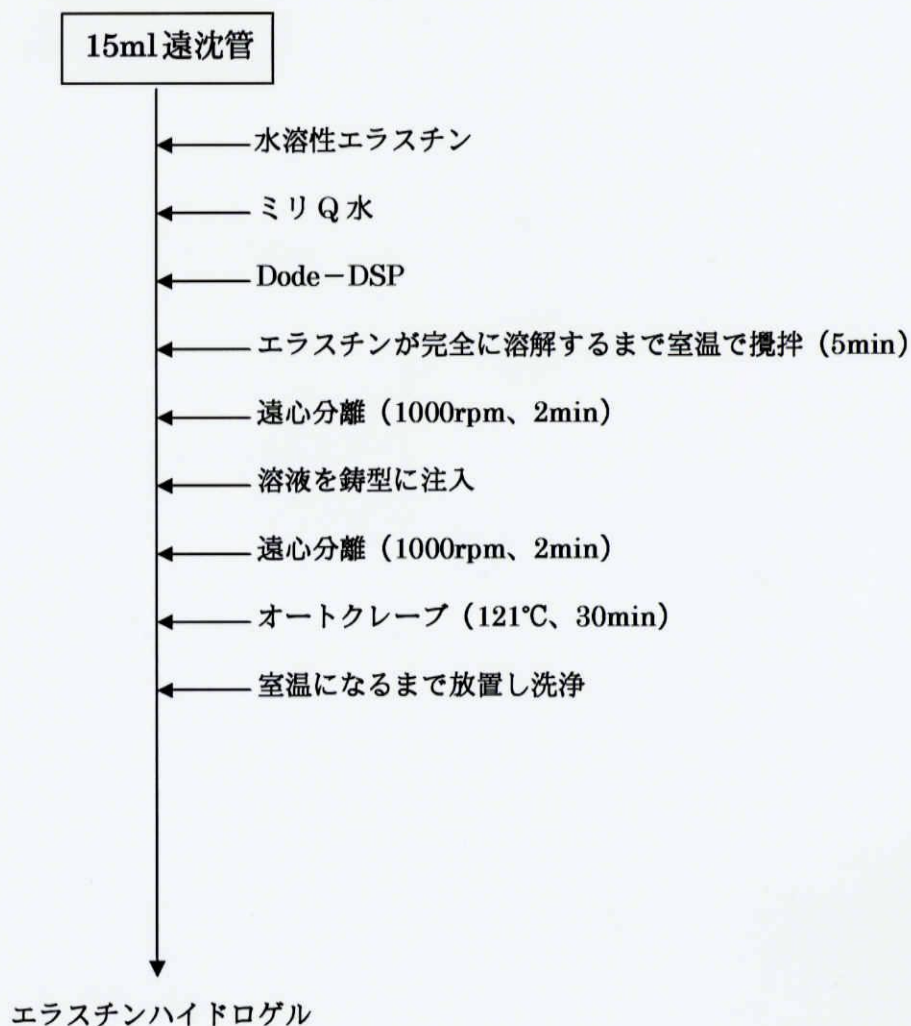 15ml遠沈管
水溶性エラスチン
ミリQ水
Dode－DSP
エラスチンが完全に溶解するまで室温で攪拌（5min）
遠心分離（1000rpm、2min）
溶液を鋳型に注入
遠心分離（1000rpm、2min）
オートクレーブ（121℃、30min）
室温になるまで放置し洗浄
エラスチンハイドロゲル